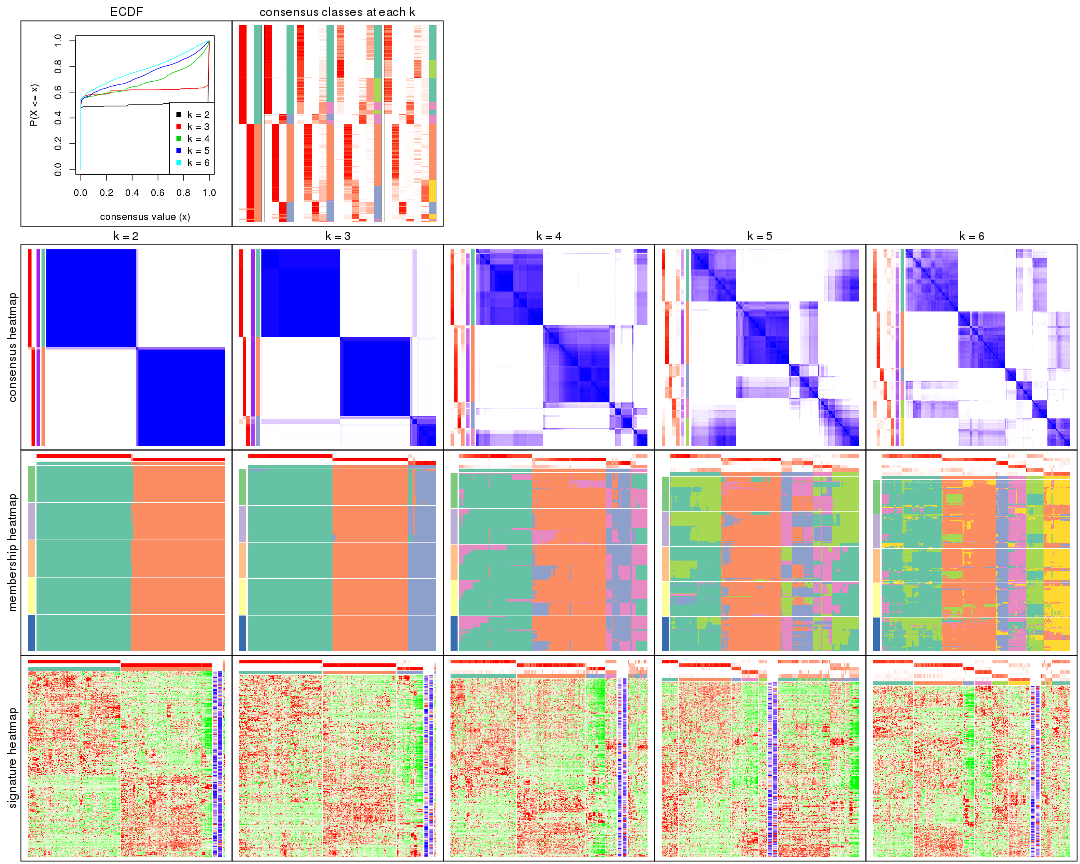 ECDF
consensus classes at each k
P(X <= x)
0.0 0.2 0.4 0.6 0.8 1.0
k = 2
k = 3
k = 4
k = 5
k = 6
0.0 0.2 0.4 0.6 0.8 1.0
consensus value (x)
k = 2
k = 3
k = 4
k = 5
k = 6
consensus heatmap
membership heatmap
signature heatmap